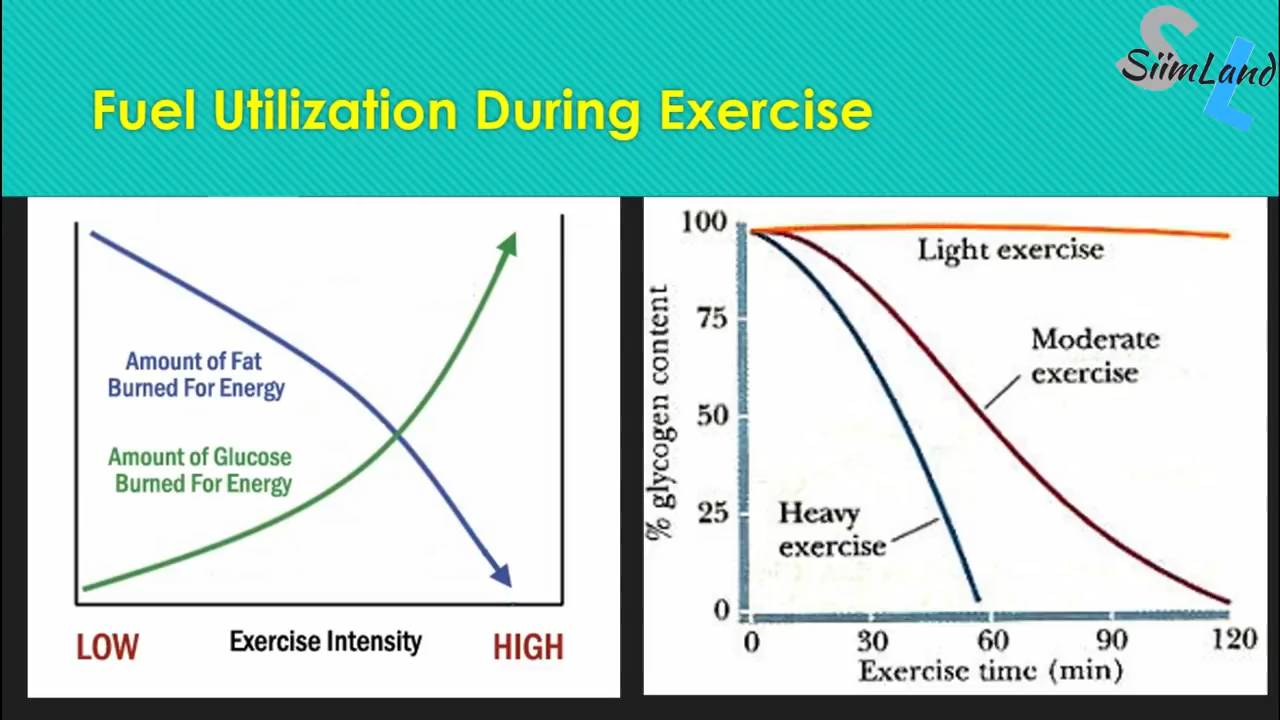 SiimLand
Fuel Utilization During Exercise
Amount of Fat
Burned For Energy
Amount of Glucose
Burned For Energy
LOW
Exercise Intensity
HIGH
% glycogen content
100
75
50
25
0
Light exercise
Moderate
exercise
Heavy
exercise
0 30 60 90 120
Exercise time (min)